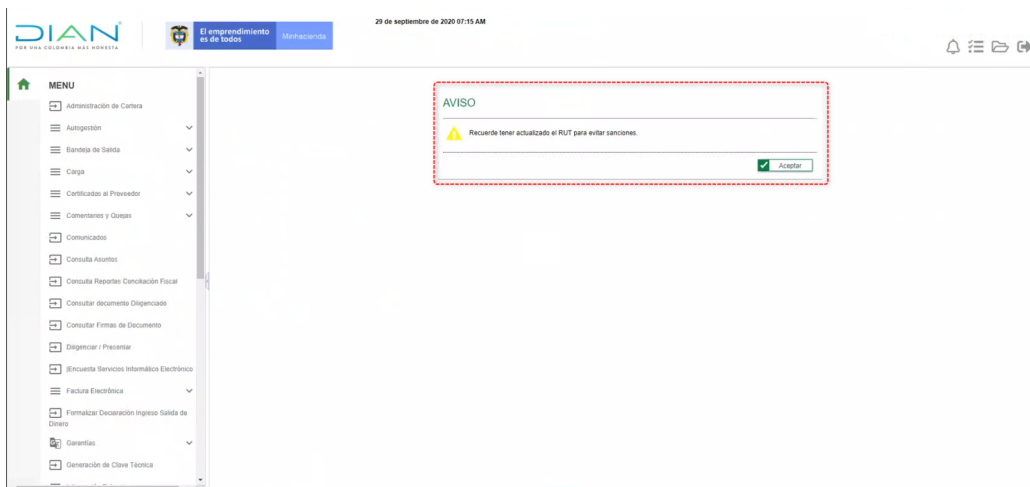 DIAN
POR UNA COLOMBIA MÁS HONESTA
El emprendimiento
es de todos
Minhacienda
29 de septiembre de 2020 07:15 AM
MENU
Administración de Cartera
Autogestión
Bandeja de Salida
Carga
Certificados al Proveedor
Comentarios y Quejas
Comunicados
Consulta Asuntos
Consulta Reportes Conciliación Fiscal
Consultar documento Diligenciado
Consultar Firmas de Documento
Diligenciar / Presentar
|Encuesta Servicios Informático Electrónico
Factura Electrónica
Formalizar Declaración Ingreso Salida de
Dinero
Garantías
Generación de Clave Técnica
AVISO
Recuerde tener actualizado el RUT para evitar sanciones.
Aceptar